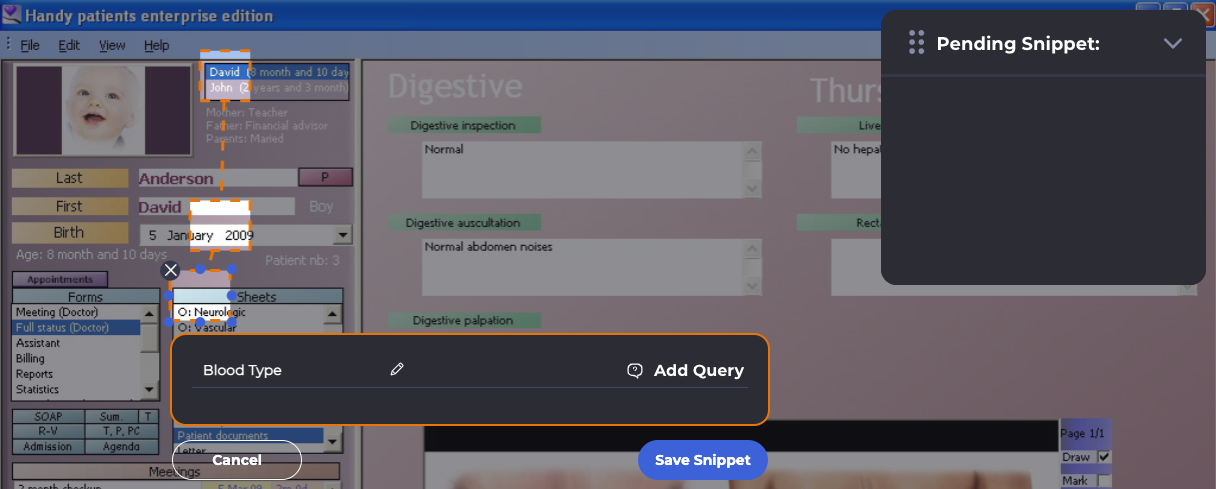 Handy patients enterprise edition
File Edit View Help
Pending Snippet:
David (8 month and 10 day
John (2 years and 3 month)
Mother: Teacher
Father: Financial advisor
Parents: Maried
Last Anderson P
First David Boy
Birth 5 January 2009
Age: 8 month and 10 days
Patient nb: 3
Appointments
Forms
Meeting (Doctor)
Full status (Doctor)
Assistant
Billing
Reports
Statistics
Sheets
O: Neurologic
O: Vascular
SOAP Sum. T
R-V T, P, PC
Admission Agenda
Patient documents
Letter
Meetings
Digestive
Digestive inspection
Normal
Digestive auscultation
Normal abdomen noises
Digestive palpation
Thurs
Live
No hepat
Rect
Blood Type
Add Query
Cancel
Save Snippet
Page 1/1
Draw
Mark